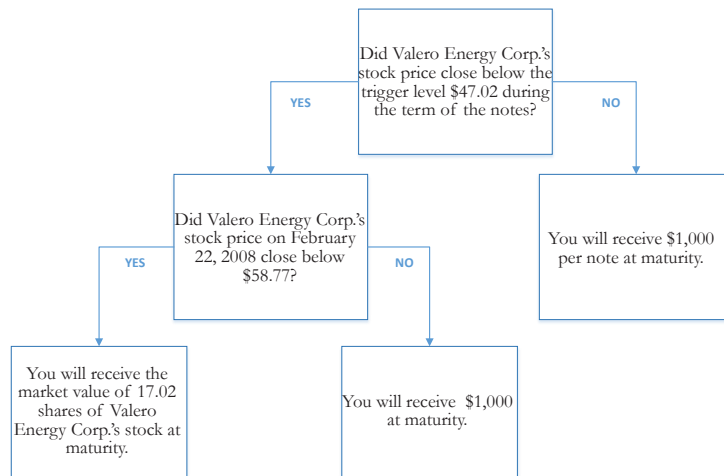 Did Valero Energy Corp.'s
stock price close below the
trigger level $47.02 during
the term of the notes?
YES
NO
Did Valero Energy Corp.'s
stock price on February
22, 2008 close below
$58.77?
You will receive $1,000
per note at maturity.
YES
NO
You will receive the
market value of 17.02
shares of Valero
Energy Corp.'s stock at
maturity.
You will receive $1,000
at maturity.